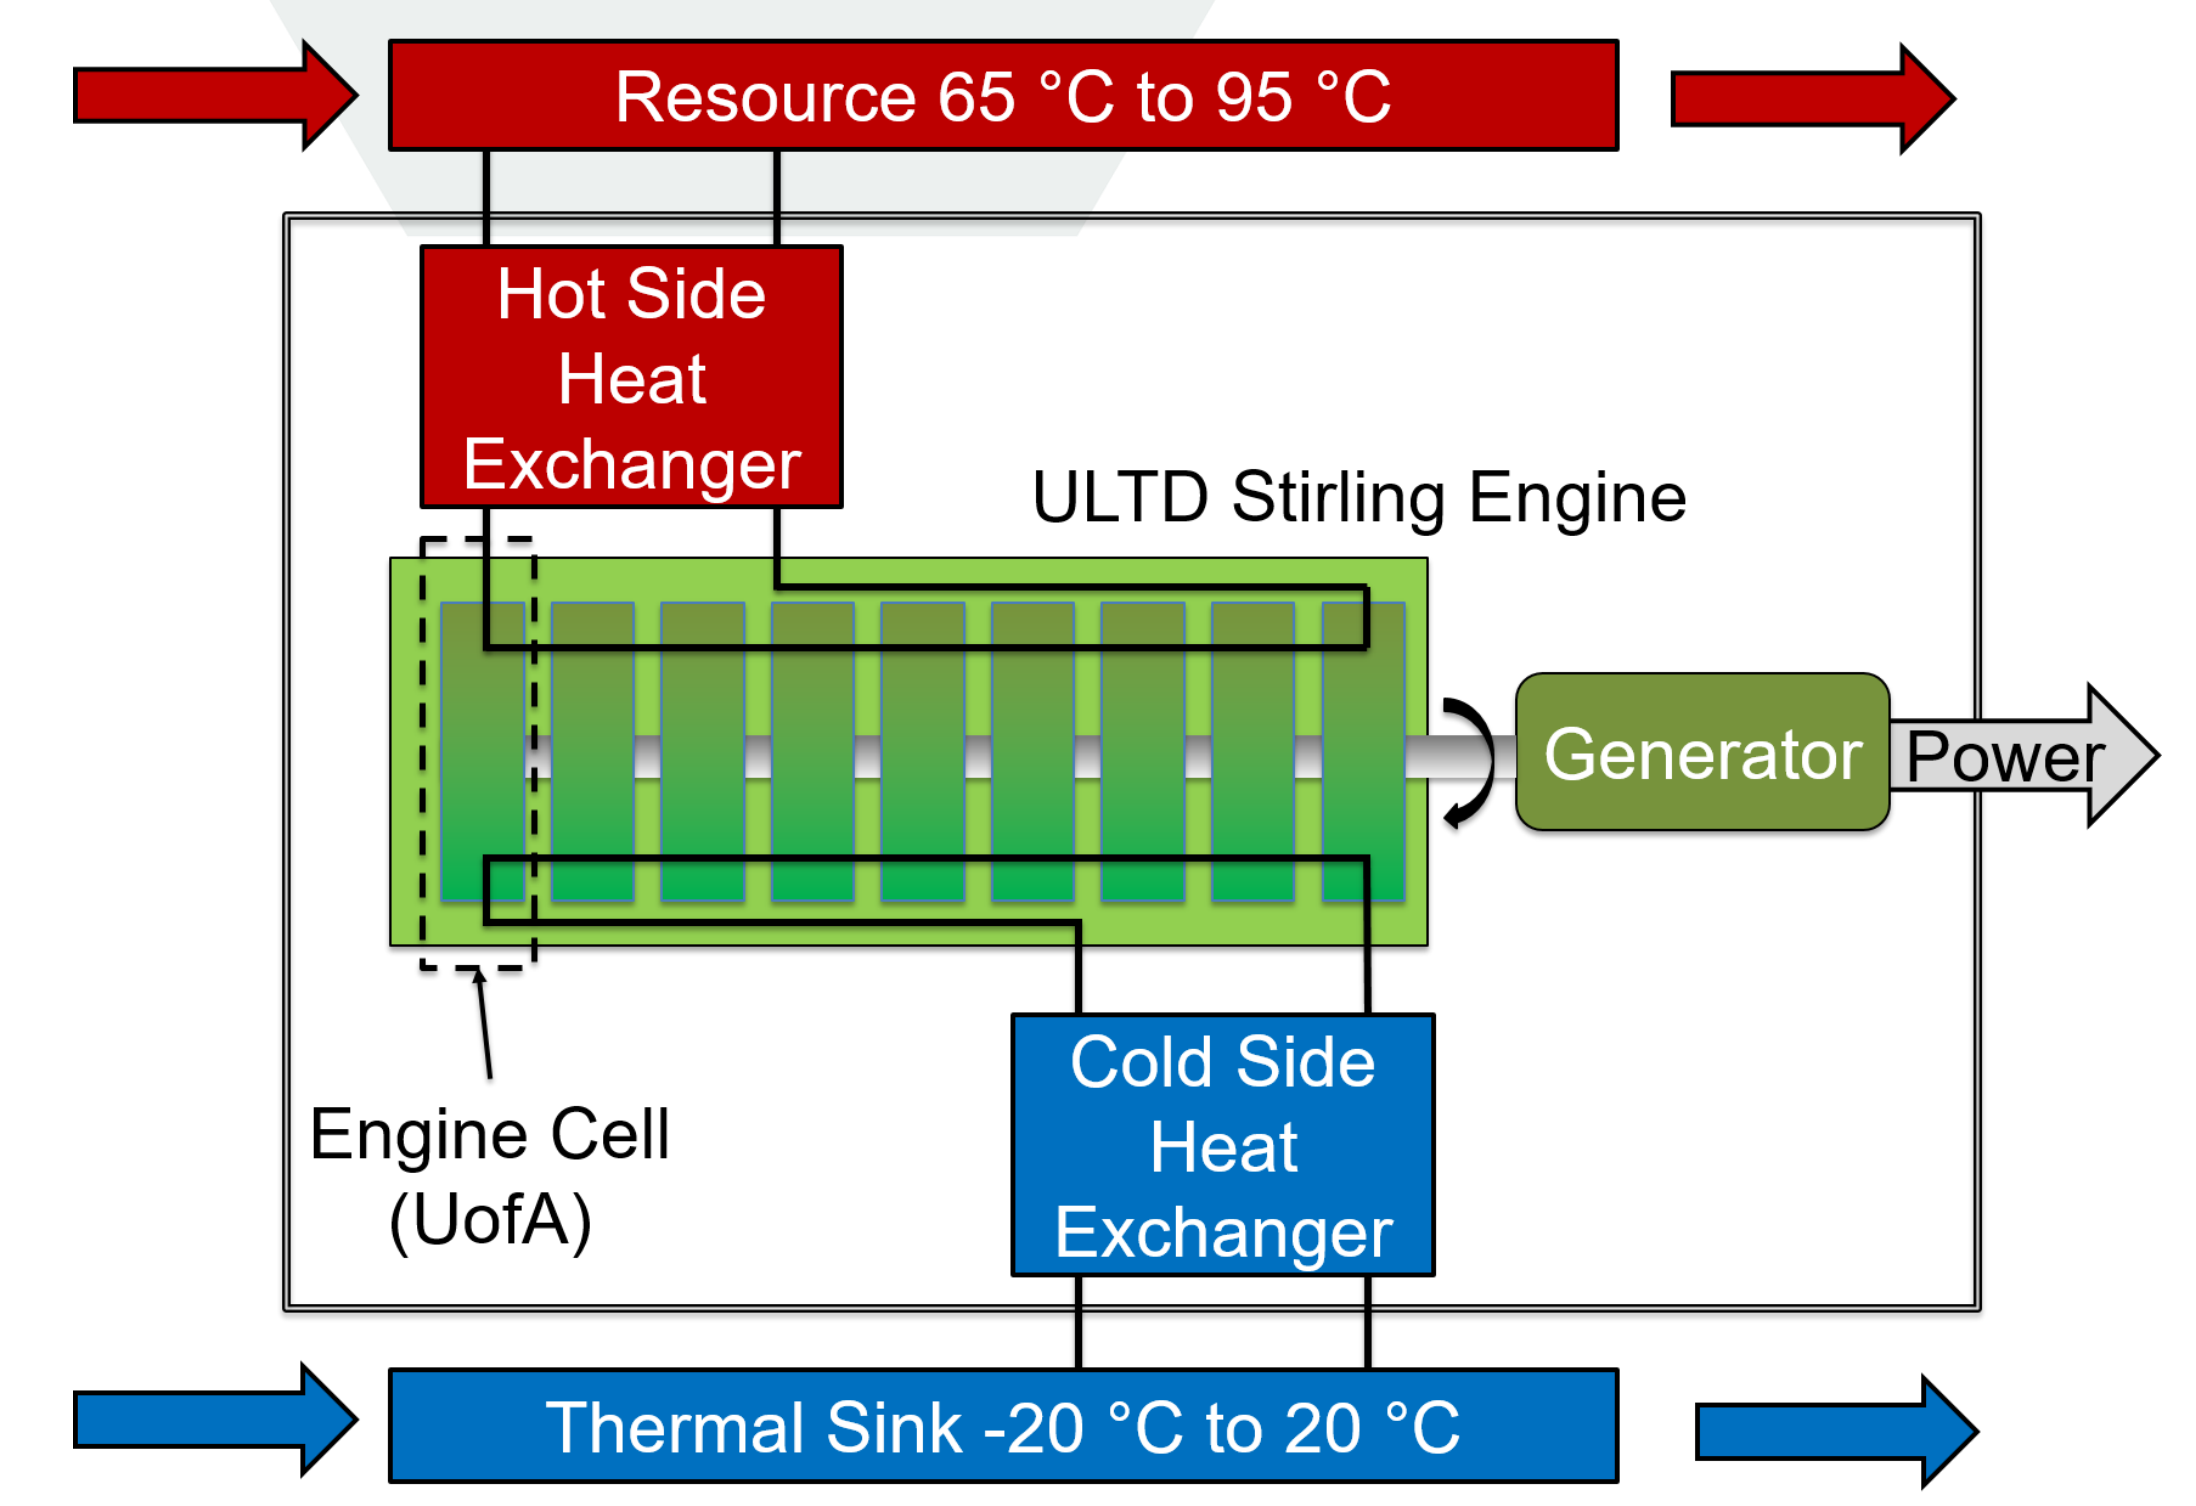 Resource 65 °C to 95 °C
Hot Side
Heat
Exchanger
ULTD Stirling Engine
Generator
Power
Engine Cell
(UofA)
Cold Side
Heat
Exchanger
Thermal Sink -20 °C to 20 °C